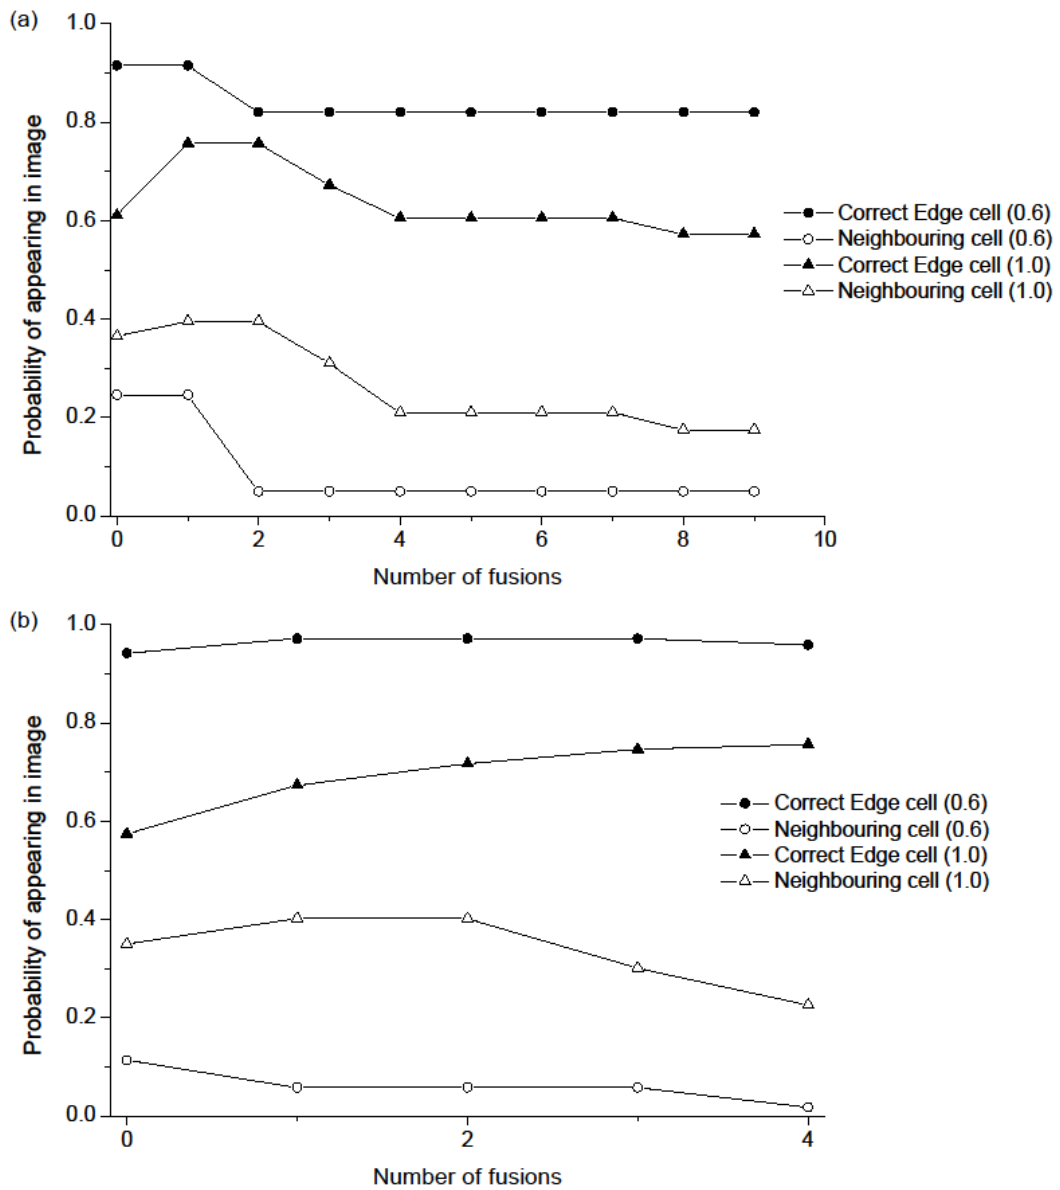 (a)
Probability of appearing in image
1.0
0.8
0.6
0.4
0.2
0.0
0 2 4 6 8 10
Number of fusions
Correct Edge cell (0.6)
Neighbouring cell (0.6)
Correct Edge cell (1.0)
Neighbouring cell (1.0)
(b)
Probability of appearing in image
1.0
0.8
0.6
0.4
0.2
0.0
0 2 4
Number of fusions
Correct Edge cell (0.6)
Neighbouring cell (0.6)
Correct Edge cell (1.0)
Neighbouring cell (1.0)